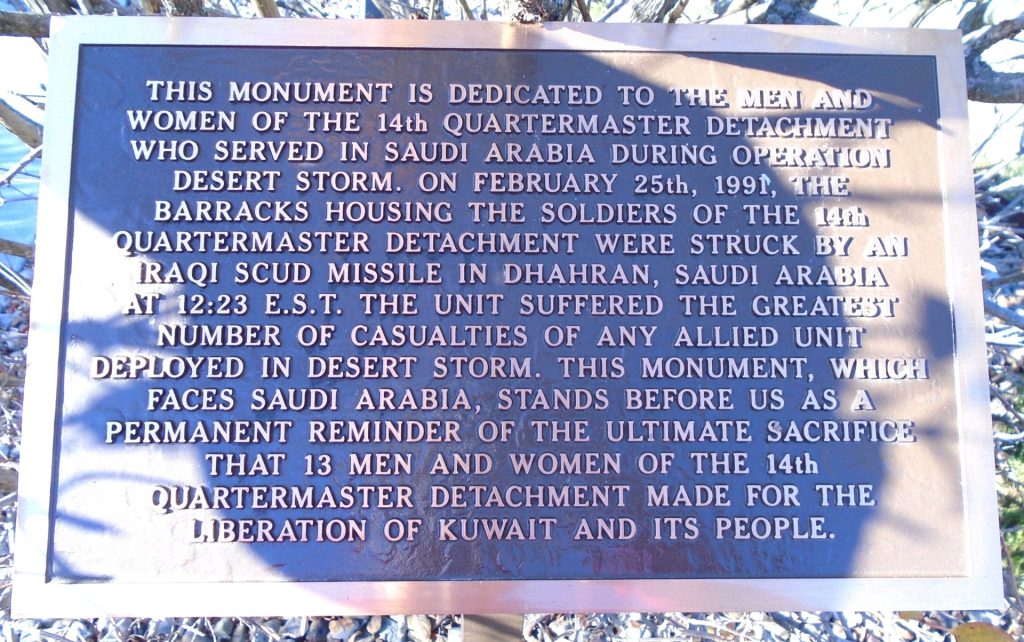 THIS MONUMENT IS DEDICATED TO THE MEN AND
WOMEN OF THE 14th QUARTERMASTER DETACHMENT
WHO SERVED IN SAUDI ARABIA DURING OPERATION
DESERT STORM. ON FEBRUARY 25th, 1991, THE
BARRACKS HOUSING THE SOLDIERS OF THE 14th
QUARTERMASTER DETACHMENT WERE STRUCK BY AN
IRAQI SCUD MISSILE IN DHAHRAN, SAUDI ARABIA
AT 12:23 E.S.T. THE UNIT SUFFERED THE GREATEST
NUMBER OF CASUALTIES OF ANY ALLIED UNIT
DEPLOYED IN DESERT STORM. THIS MONUMENT, WHICH
FACES SAUDI ARABIA, STANDS BEFORE US AS A
PERMANENT REMINDER OF THE ULTIMATE SACRIFICE
THAT 13 MEN AND WOMEN OF THE 14th
QUARTERMASTER DETACHMENT MADE FOR THE
LIBERATION OF KUWAIT AND ITS PEOPLE.